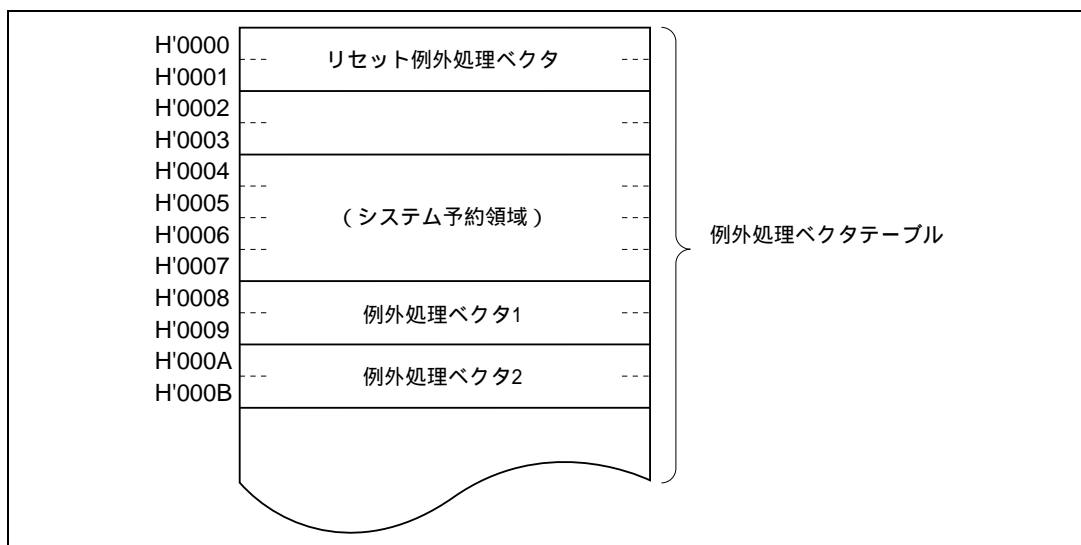 H'0000
H'0001
リセット例外処理ベクタ
H'0002
H'0003
H'0004
H'0005
H'0006
H'0007
（システム予約領域）
H'0008
H'0009
例外処理ベクタ1
H'000A
H'000B
例外処理ベクタ2
例外処理ベクタテーブル